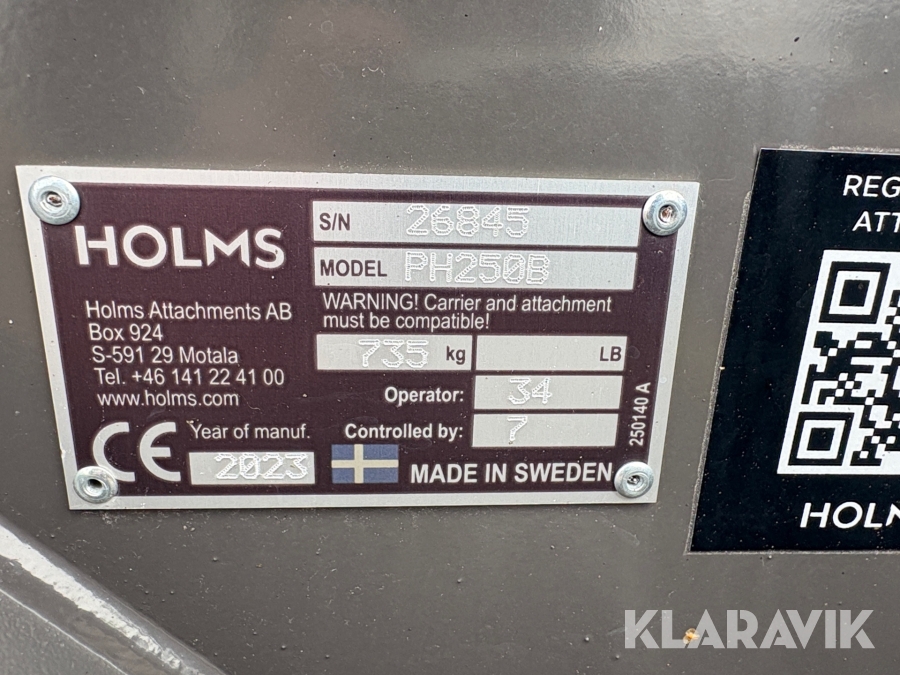 HOLMS
Holms Attachments AB
Box 924
S-591 29 Motala
Tel. +46 141 22 41 00
www.holms.com
CE
Year of manuf.
2023
S/N 26845
MODEL PH250B
WARNING! Carrier and attachment
must be compatible!
735 kg
LB
Operator: 34
Controlled by: 7
MADE IN SWEDEN
250140 A
REG
ATT
HOLM
KLARAVIK